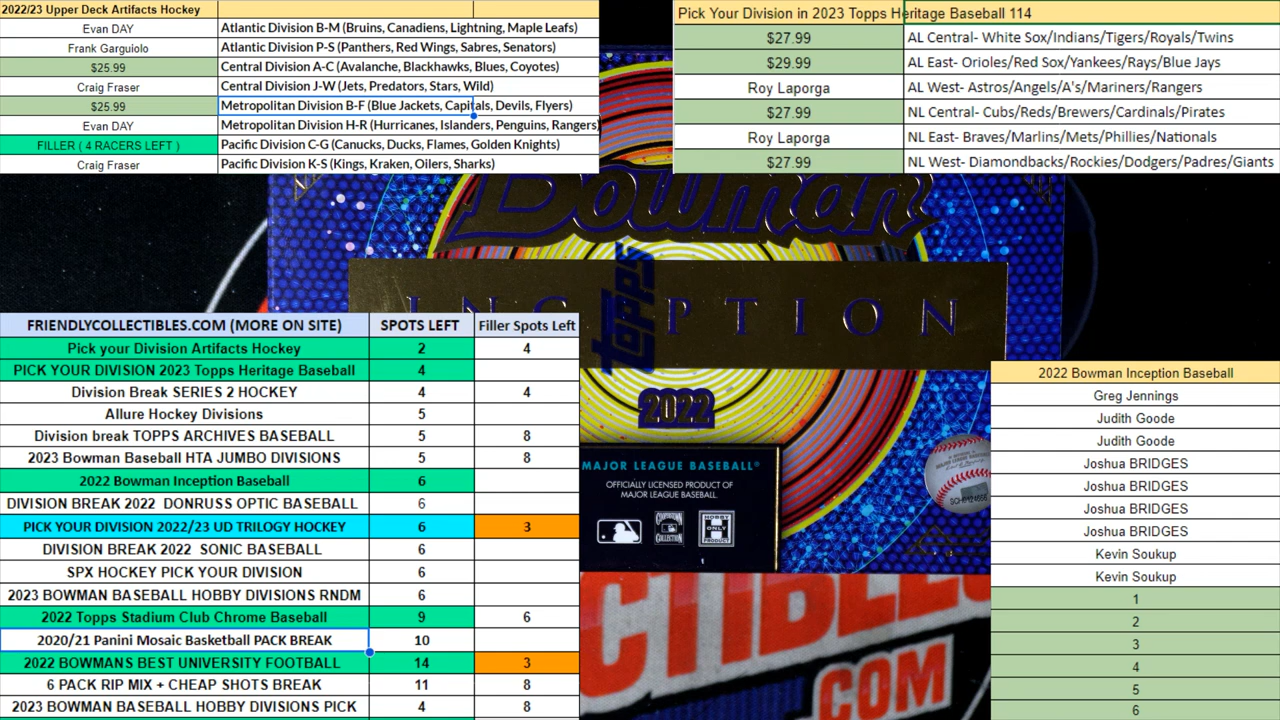 2022/23 Upper Deck Artifacts Hockey
Evan DAY Atlantic Division B-M (Bruins, Canadiens, Lightning, Maple Leafs)
Frank Garguiolo Atlantic Division P-S (Panthers, Red Wings, Sabres, Senators)
$25.99 Central Division A-C (Avalanche, Blackhawks, Blues, Coyotes)
Craig Fraser Central Division J-W (Jets, Predators, Stars, Wild)
$25.99 Metropolitan Division B-F (Blue Jackets, Capitals, Devils, Flyers)
Evan DAY Metropolitan Division H-R (Hurricanes, Islanders, Penguins, Rangers)
FILLER ( 4 RACERS LEFT ) Pacific Division C-G (Canucks, Ducks, Flames, Golden Knights)
Craig Fraser Pacific Division K-S (Kings, Kraken, Oilers, Sharks)
Pick Your Division in 2023 Topps Heritage Baseball 114
$27.99 AL Central- White Sox/Indians/Tigers/Royals/Twins
$29.99 AL East- Orioles/Red Sox/Yankees/Rays/Blue Jays
Roy Laporga AL West- Astros/Angels/A's/Mariners/Rangers
$27.99 NL Central- Cubs/Reds/Brewers/Cardinals/Pirates
Roy Laporga NL East- Braves/Marlins/Mets/Phillies/Nationals
$27.99 NL West- Diamondbacks/Rockies/Dodgers/Padres/Giants
Bowman
INCEPTION
topps
2022
MAJOR LEAGUE BASEBALL®
OFFICIALLY LICENSED PRODUCT OF
MAJOR LEAGUE BASEBALL.
COOPERSTOWN COLLECTION
HOBBY ONLY PRODUCT
FRIENDLYCOLLECTIBLES.COM (MORE ON SITE) SPOTS LEFT Filler Spots Left
Pick your Division Artifacts Hockey 2 4
PICK YOUR DIVISION 2023 Topps Heritage Baseball 4
Division Break SERIES 2 HOCKEY 4 4
Allure Hockey Divisions 5
Division break TOPPS ARCHIVES BASEBALL 5 8
2023 Bowman Baseball HTA JUMBO DIVISIONS 5 8
2022 Bowman Inception Baseball 6
DIVISION BREAK 2022 DONRUSS OPTIC BASEBALL 6
PICK YOUR DIVISION 2022/23 UD TRILOGY HOCKEY 6 3
DIVISION BREAK 2022 SONIC BASEBALL 6
SPX HOCKEY PICK YOUR DIVISION 6
2023 BOWMAN BASEBALL HOBBY DIVISIONS RNDM 6
2022 Topps Stadium Club Chrome Baseball 9 6
2020/21 Panini Mosaic Basketball PACK BREAK 10
2022 BOWMANS BEST UNIVERSITY FOOTBALL 14 3
6 PACK RIP MIX + CHEAP SHOTS BREAK 11 8
2023 BOWMAN BASEBALL HOBBY DIVISIONS PICK 4 8
CTIBLES
.COM
2022 Bowman Inception Baseball
Greg Jennings
Judith Goode
Judith Goode
Joshua BRIDGES
Joshua BRIDGES
Joshua BRIDGES
Joshua BRIDGES
Kevin Soukup
Kevin Soukup
1
2
3
4
5
6